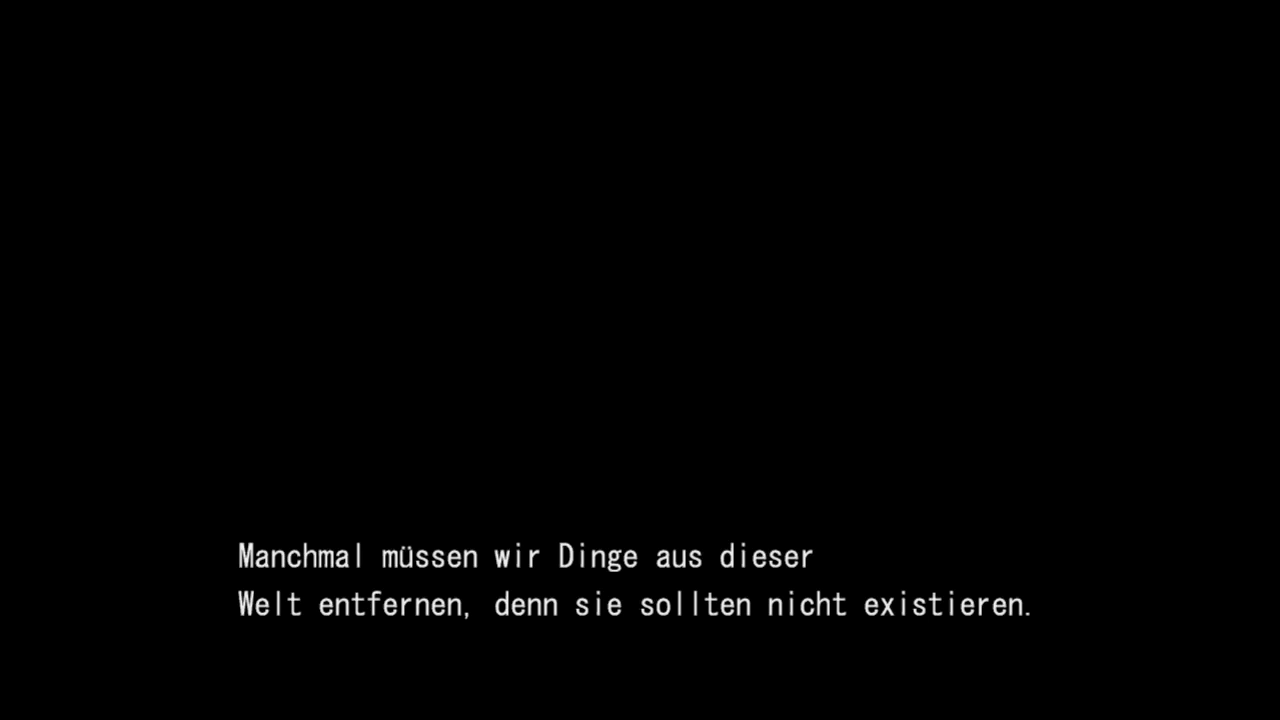 Manchmal müssen wir Dinge aus dieser
Welt entfernen, denn sie sollten nicht existieren.